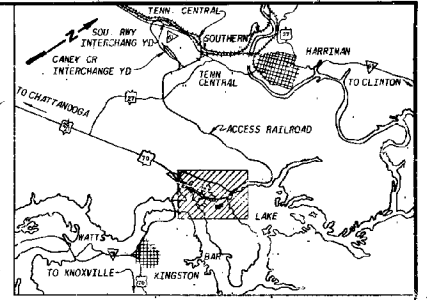 TENN. CENTRAL
SOU. RWY
INTERCHANG YD
CANEY CR
INTERCHANGE YD
SOUTHERN
27
HARRIMAN
TENN
CENTRAL
TO CLINTON
TO CHATTANOOGA
27
ACCESS RAILROAD
70
LAKE
WATTS
BAR
TO KNOXVILLE
KINGSTON
70
N